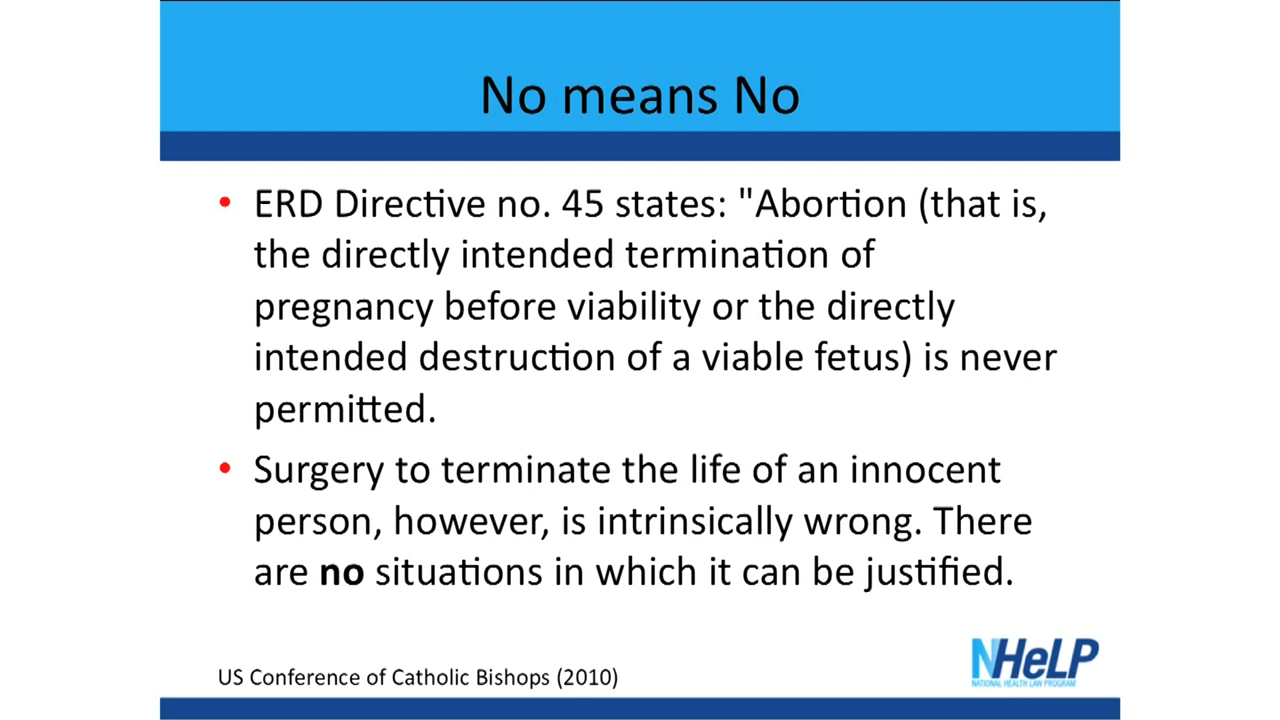 No means No
• ERD Directive no. 45 states: "Abortion (that is,
the directly intended termination of
pregnancy before viability or the directly
intended destruction of a viable fetus) is never
permitted.
• Surgery to terminate the life of an innocent
person, however, is intrinsically wrong. There
are no situations in which it can be justified.
US Conference of Catholic Bishops (2010)
NHeLP
NATIONAL HEALTH LAW PROGRAM